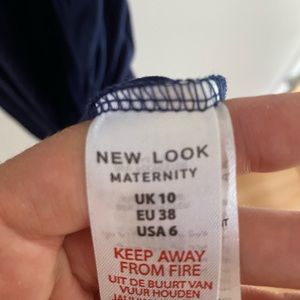 NEW LOOK
MATERNITY
UK 10
EU 38
USA 6
KEEP AWAY
FROM FIRE
UIT DE BUURT VAN
VUUR HOUDEN